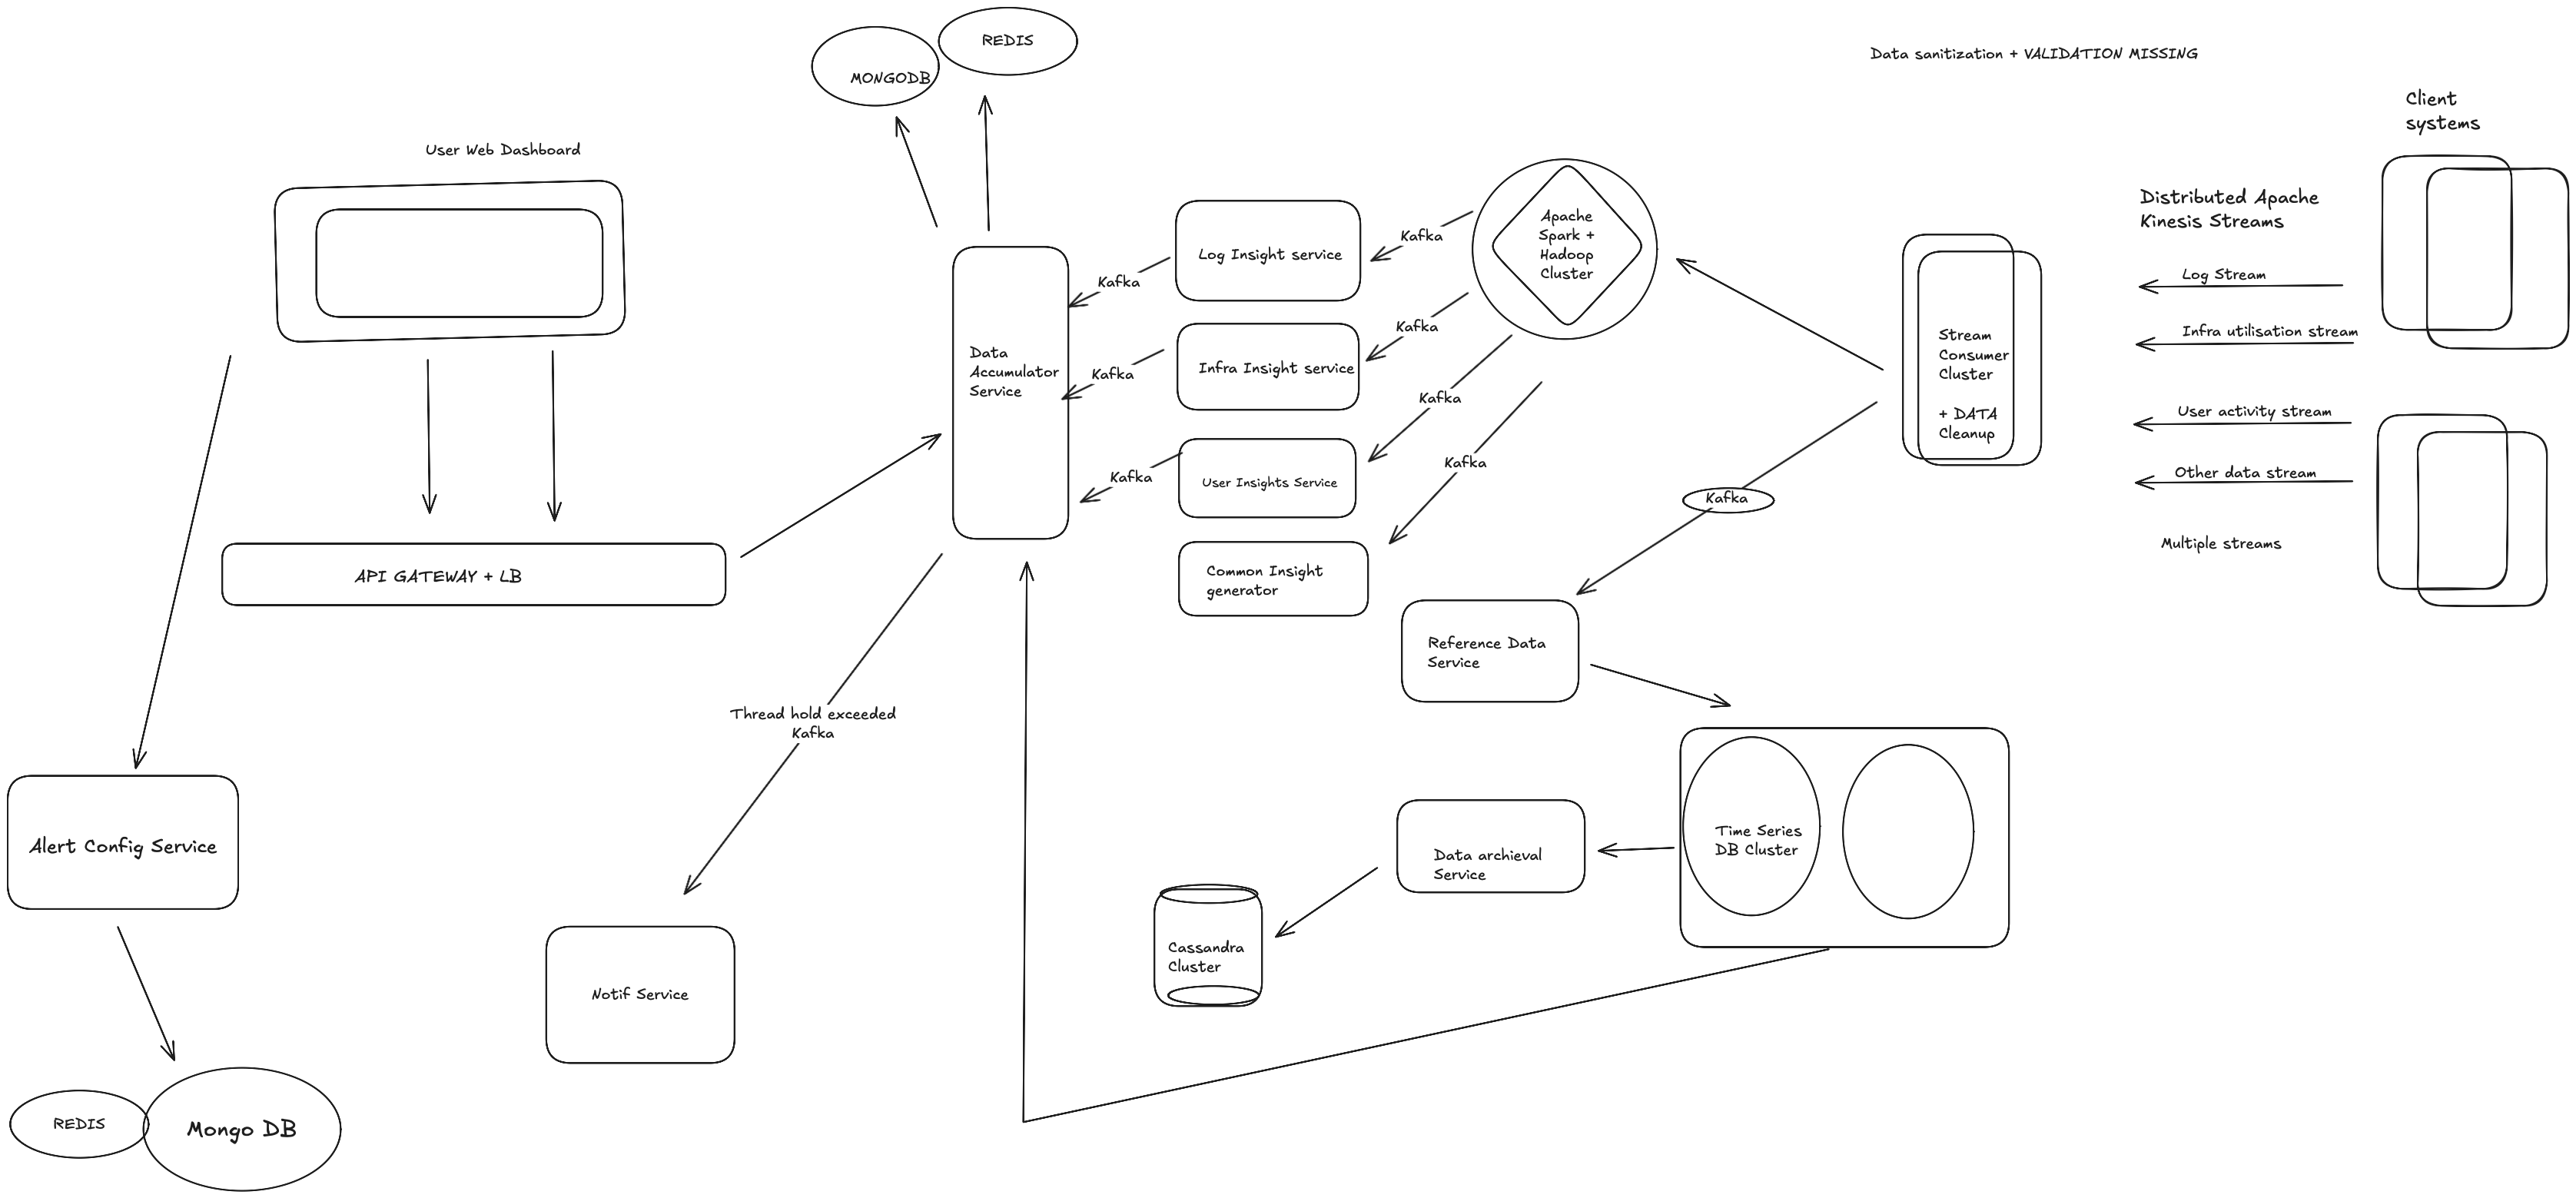 REDIS
MONGODB
Data sanitization + VALIDATION MISSING
Client
systems
User Web Dashboard
Distributed Apache
Kinesis Streams
Log Stream
Infra utilisation stream
User activity stream
Other data stream
Multiple streams
Stream
Consumer
Cluster
+ DATA
Cleanup
Apache
Spark +
Hadoop
Cluster
Kafka
Kafka
Kafka
Kafka
Kafka
Log Insight service
Infra Insight service
User Insights Service
Common Insight
generator
Kafka
Kafka
Kafka
Data
Accumulator
Service
API GATEWAY + LB
Reference Data
Service
Thread hold exceeded
Kafka
Time Series
DB Cluster
Data archieval
Service
Cassandra
Cluster
Alert Config Service
Notif Service
REDIS
Mongo DB